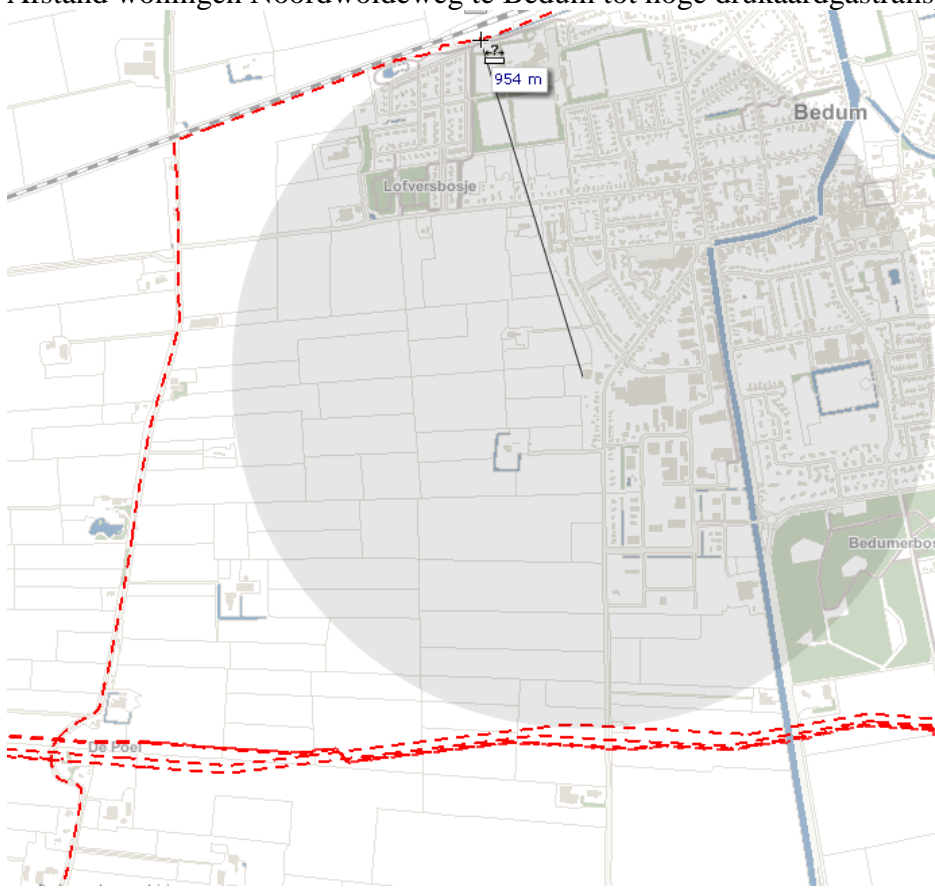 Afstand woningen Noordwoldeweg te Bedum tot hoge drukaardgastrans
954 m
Bedum
Lofversbosje
Bedumerbos
De Poel